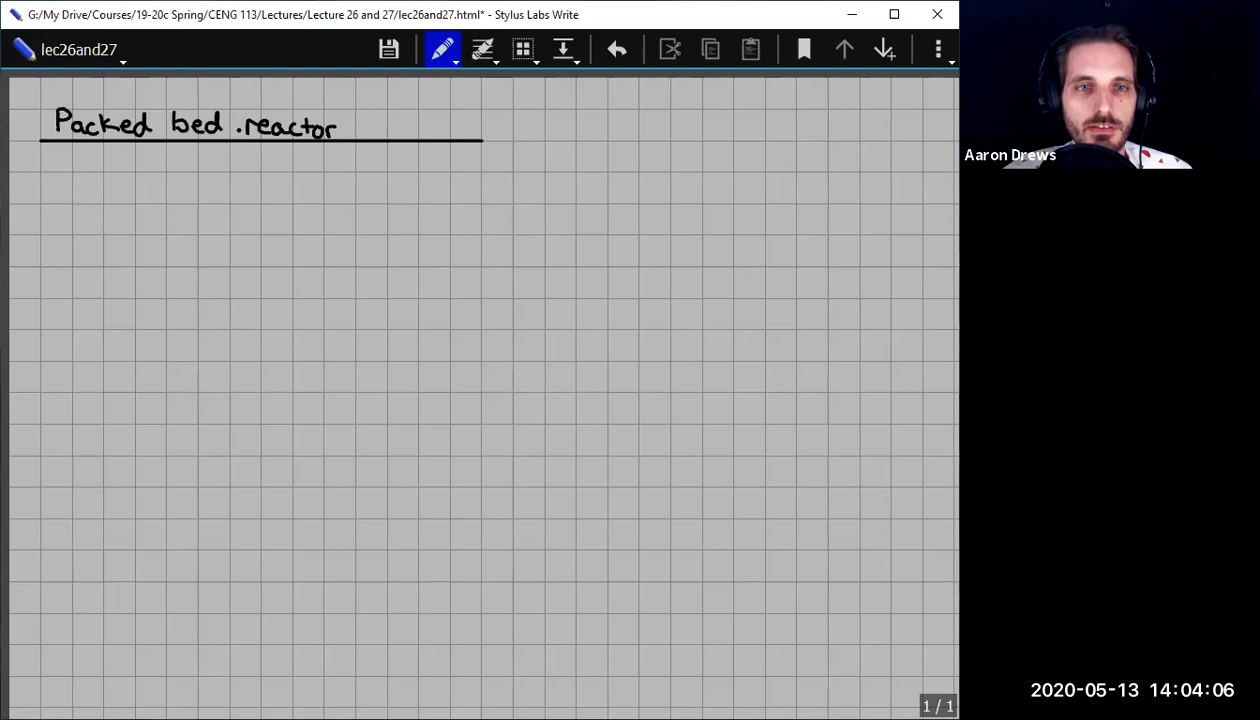 G:/My Drive/Courses/19-20c Spring/CENG 113/Lectures/Lecture 26 and 27/lec26and27.html* - Stylus Labs Write
lec26and27
Packed bed .reactor
Aaron Drews
1 / 1
2020-05-13 14:04:06